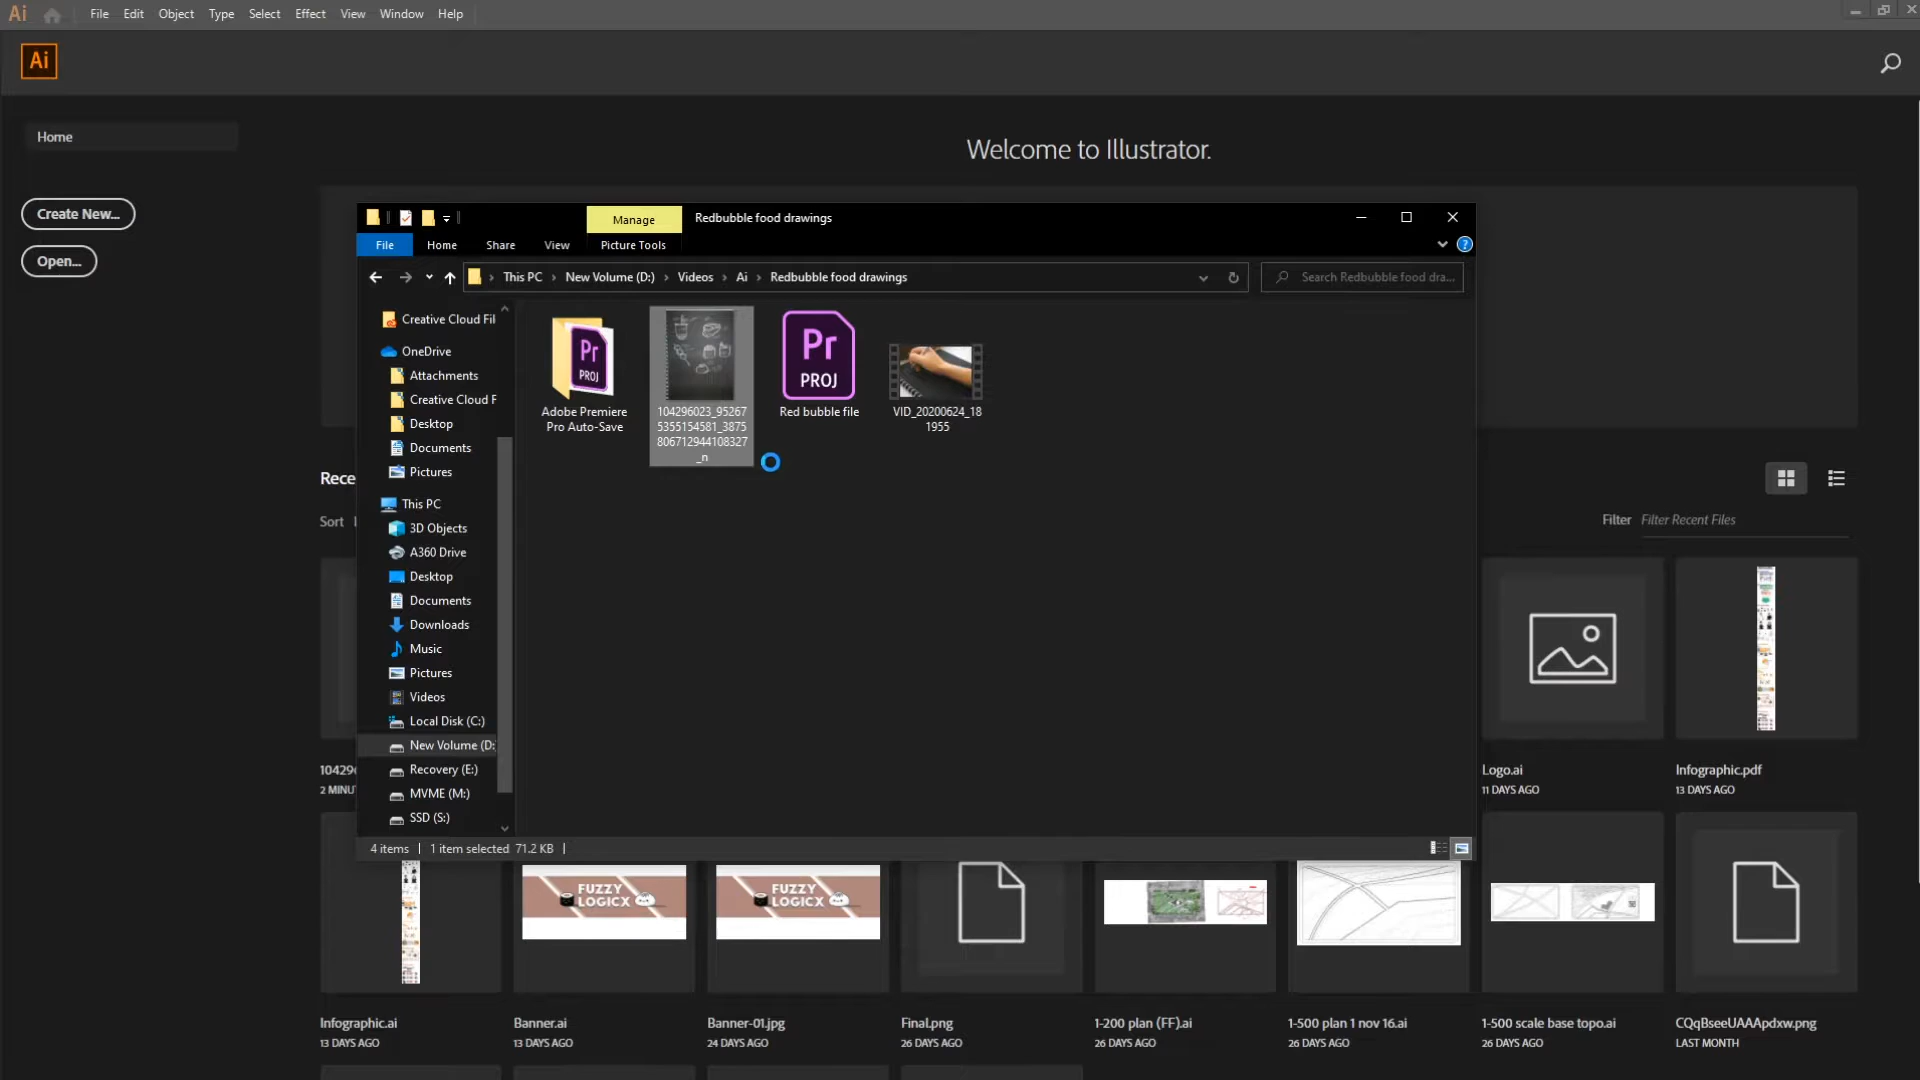 Ai File Edit Object Type Select Effect View Window Help
Ai
Home
Welcome to Illustrator.
Create New...
Open...
Manage Redbubble food drawings
File Home Share View Picture Tools
This PC New Volume (D:) Videos Ai Redbubble food drawings
Search Redbubble food dra...
Creative Cloud Fil
OneDrive
Attachments
Creative Cloud F
Desktop
Documents
Pictures
This PC
3D Objects
A360 Drive
Desktop
Documents
Downloads
Music
Pictures
Videos
Local Disk (C:)
New Volume (D:
Recovery (E:)
MVME (M:)
SSD (S:)
Pr
PROJ
Adobe Premiere
Pro Auto-Save
104296023_95267
5355154581_3875
806712944108327
_n
Pr
PROJ
Red bubble file
VID_20200624_18
1955
4 items 1 item selected 71.2 KB
Rece
Sort
Filter Filter Recent Files
10429
2 MINU
Logo.ai
11 DAYS AGO
Infographic.pdf
13 DAYS AGO
FUZZY
LOGICX
FUZZY
LOGICX
Infographic.ai
13 DAYS AGO
Banner.ai
13 DAYS AGO
Banner-01.jpg
24 DAYS AGO
Final.png
26 DAYS AGO
1-200 plan (FF).ai
26 DAYS AGO
1-500 plan 1 nov 16.ai
26 DAYS AGO
1-500 scale base topo.ai
26 DAYS AGO
CQqBseeUAAApdxw.png
LAST MONTH